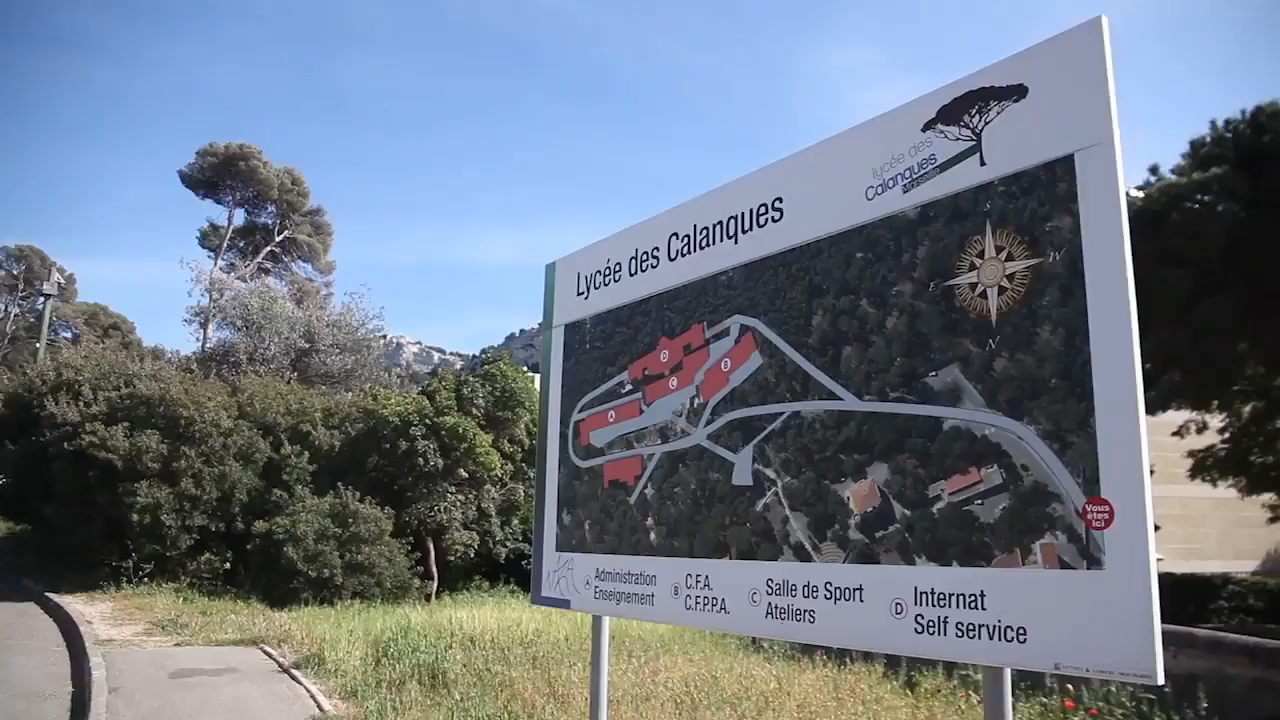 lycée des
Calanques
Marseille
Lycée des Calanques
S
E
W
N
D
C
B
A
Vous
êtes
ici
A Administration
Enseignement
B C.F.A.
C.F.P.P.A.
C Salle de Sport
Ateliers
D Internat
Self service